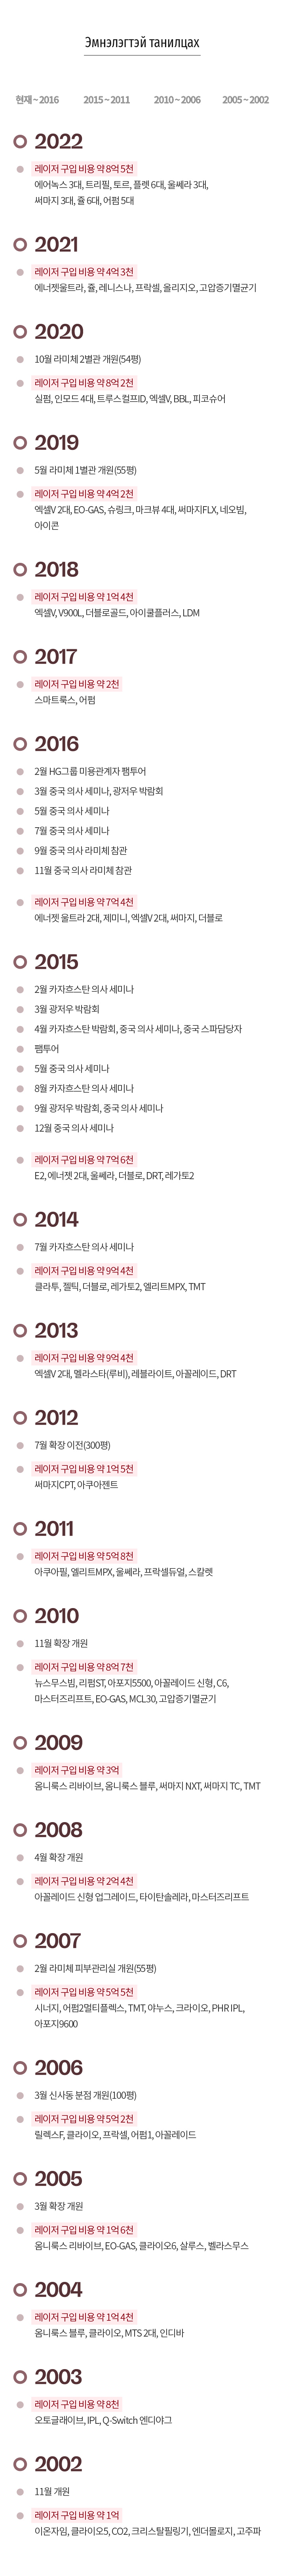 Эмнэлэгтэй танилцах
현재 ~ 2016
2015 ~ 2011
2010 ~ 2006
2005 ~ 2002
2022
레이저 구입 비용 약 8억 5천
에어녹스 3대, 트리필, 토르, 플렛 6대, 울쎄라 3대,
써마지 3대, 쥴 6대, 어펌 5대
2021
레이저 구입 비용 약 4억 3천
에너젯울트라, 쥴, 레니스나, 프락셀, 올리지오, 고압증기멸균기
2020
10월 라미체 2별관 개원(54평)
레이저 구입 비용 약 8억 2천
실펌, 인모드 4대, 트루스컬프ID, 엑셀V, BBL, 피코슈어
2019
5월 라미체 1별관 개원(55평)
레이저 구입 비용 약 4억 2천
엑셀V 2대, EO-GAS, 슈링크, 마크뷰 4대, 써마지FLX, 네오빔,
아이콘
2018
레이저 구입 비용 약 1억 4천
엑셀V, V900L, 더블로골드, 아이쿨플러스, LDM
2017
레이저 구입 비용 약 2천
스마트룩스, 어펌
2016
2월 HG그룹 미용관계자 팸투어
3월 중국 의사 세미나, 광저우 박람회
5월 중국 의사 세미나
7월 중국 의사 세미나
9월 중국 의사 라미체 참관
11월 중국 의사 라미체 참관
레이저 구입 비용 약 7억 4천
에너젯 울트라 2대, 제미니, 엑셀V 2대, 써마지, 더블로
2015
2월 카자흐스탄 의사 세미나
3월 광저우 박람회
4월 카자흐스탄 박람회, 중국 의사 세미나, 중국 스파담당자
팸투어
5월 중국 의사 세미나
8월 카자흐스탄 의사 세미나
9월 광저우 박람회, 중국 의사 세미나
12월 중국 의사 세미나
레이저 구입 비용 약 7억 6천
E2, 에너젯 2대, 울쎄라, 더블로, DRT, 레가토2
2014
7월 카자흐스탄 의사 세미나
레이저 구입 비용 약 9억 4천
클라투, 젤틱, 더블로, 레가토2, 엘리트MPX, TMT
2013
레이저 구입 비용 약 9억 4천
엑셀V 2대, 멜라스타(루비), 레블라이트, 아꼴레이드, DRT
2012
7월 확장 이전(300평)
레이저 구입 비용 약 1억 5천
써마지CPT, 아쿠아젠트
2011
레이저 구입 비용 약 5억 8천
아쿠아필, 엘리트MPX, 울쎄라, 프락셀듀얼, 스칼렛
2010
11월 확장 개원
레이저 구입 비용 약 8억 7천
뉴스무스빔, 리펌ST, 아포지5500, 아꼴레이드 신형, C6,
마스터즈리프트, EO-GAS, MCL30, 고압증기멸균기
2009
레이저 구입 비용 약 3억
옴니룩스 리바이브, 옴니룩스 블루, 써마지 NXT, 써마지 TC, TMT
2008
4월 확장 개원
레이저 구입 비용 약 2억 4천
아꼴레이드 신형 업그레이드, 타이탄솔레라, 마스터즈리프트
2007
2월 라미체 피부관리실 개원(55평)
레이저 구입 비용 약 5억 5천
시너지, 어펌2멀티플렉스, TMT, 야누스, 크라이오, PHR IPL,
아포지9600
2006
3월 신사동 분점 개원(100평)
레이저 구입 비용 약 5억 2천
릴렉스F, 클라이오, 프락셀, 어펌1, 아꼴레이드
2005
3월 확장 개원
레이저 구입 비용 약 1억 6천
옴니룩스 리바이브, EO-GAS, 클라이오6, 살루스, 벨라스무스
2004
레이저 구입 비용 약 1억 4천
옴니룩스 블루, 클라이오, MTS 2대, 인디바
2003
레이저 구입 비용 약 8천
오토글래이브, IPL, Q-Switch 엔디야그
2002
11월 개원
레이저 구입 비용 약 1억
이온자임, 클라이오5, CO2, 크리스탈필링기, 엔더몰로지, 고주파